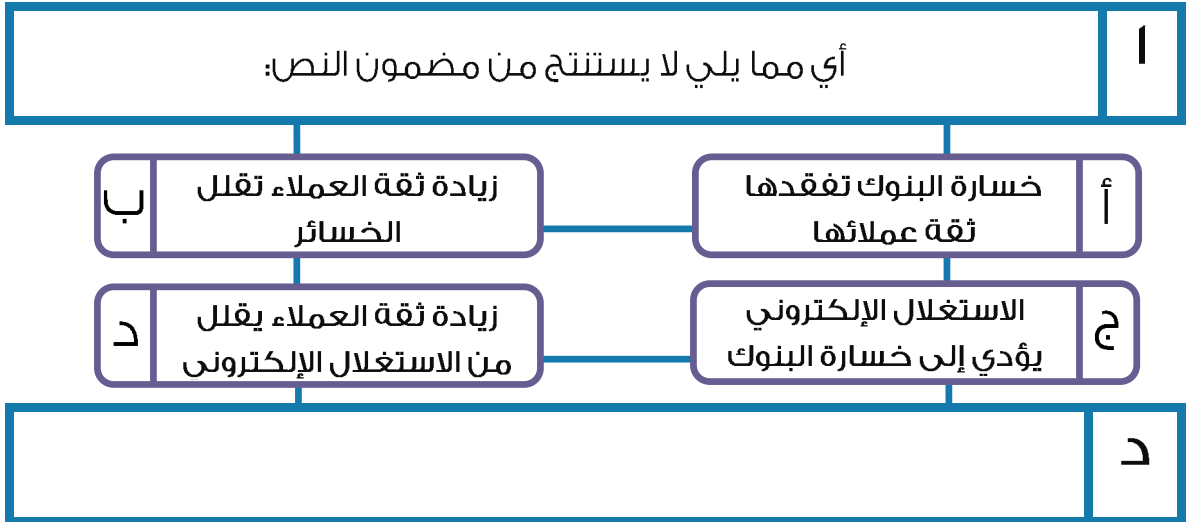 ١
أي مما يلي لا يستنتج من مضمون النص:
أ
خسارة البنوك تفقدها
ثقة عملائها
ب
زيادة ثقة العملاء تقلل
الخسائر
ج
الاستغلال الإلكتروني
يؤدي إلى خسارة البنوك
د
زيادة ثقة العملاء يقلل
من الاستغلال الإلكتروني
د